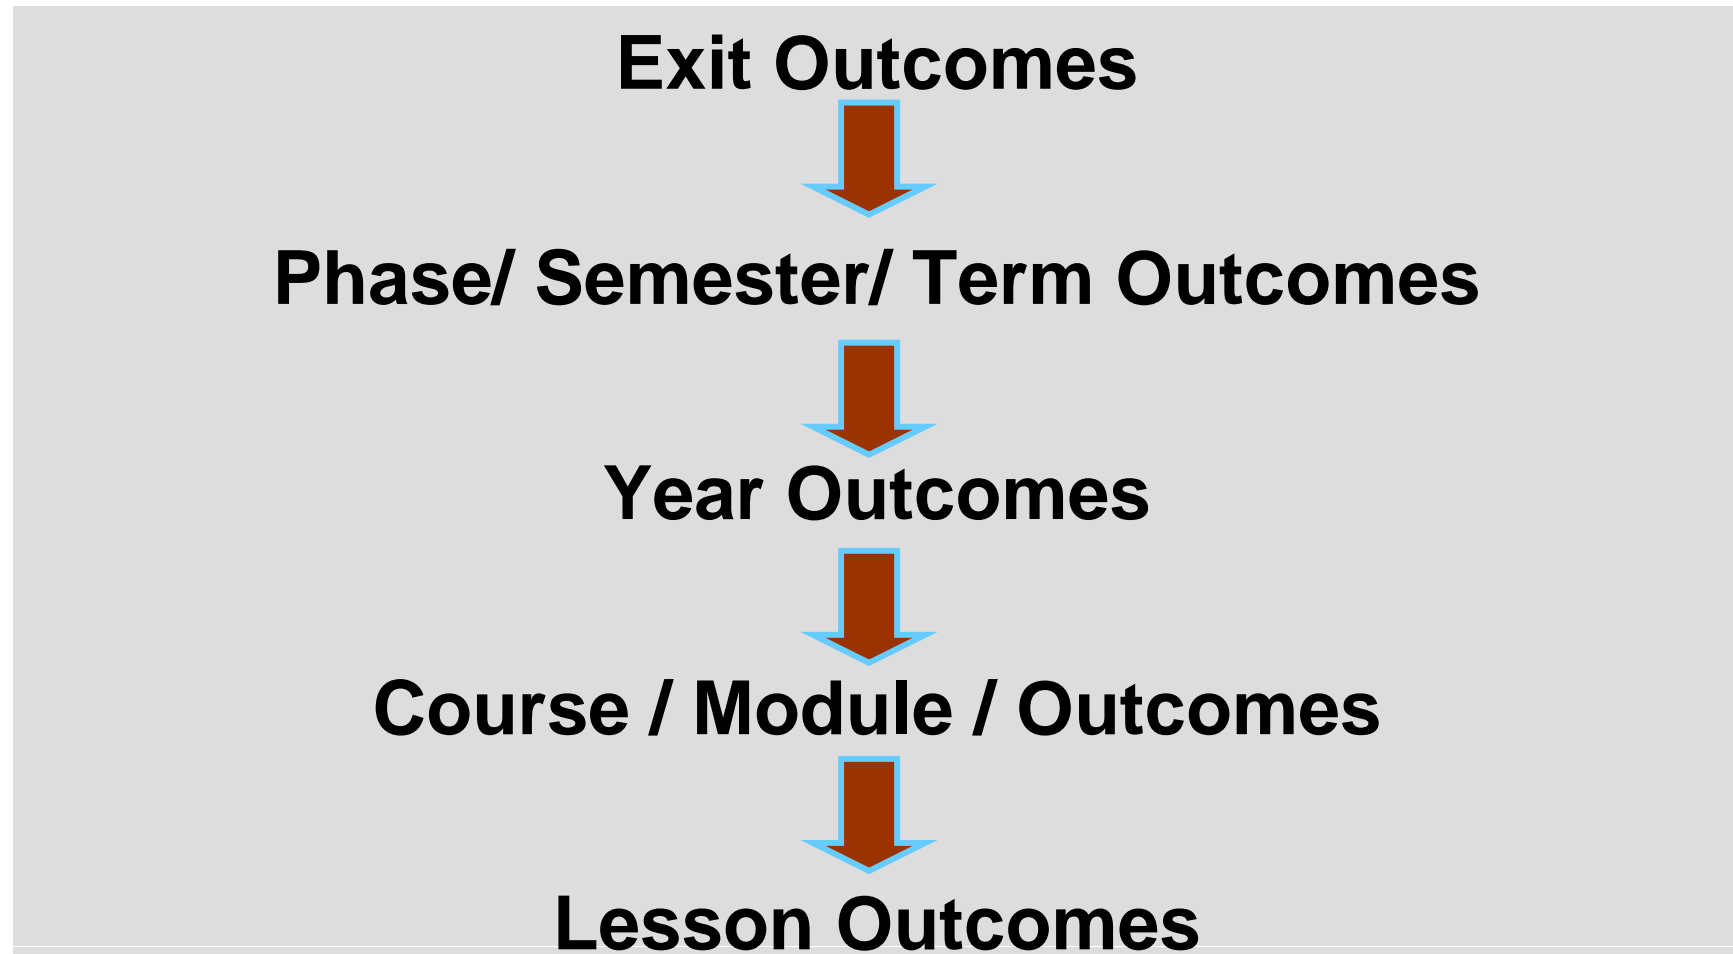 Exit Outcomes
Phase/ Semester/ Term Outcomes
Year Outcomes
Course / Module / Outcomes
Lesson Outcomes